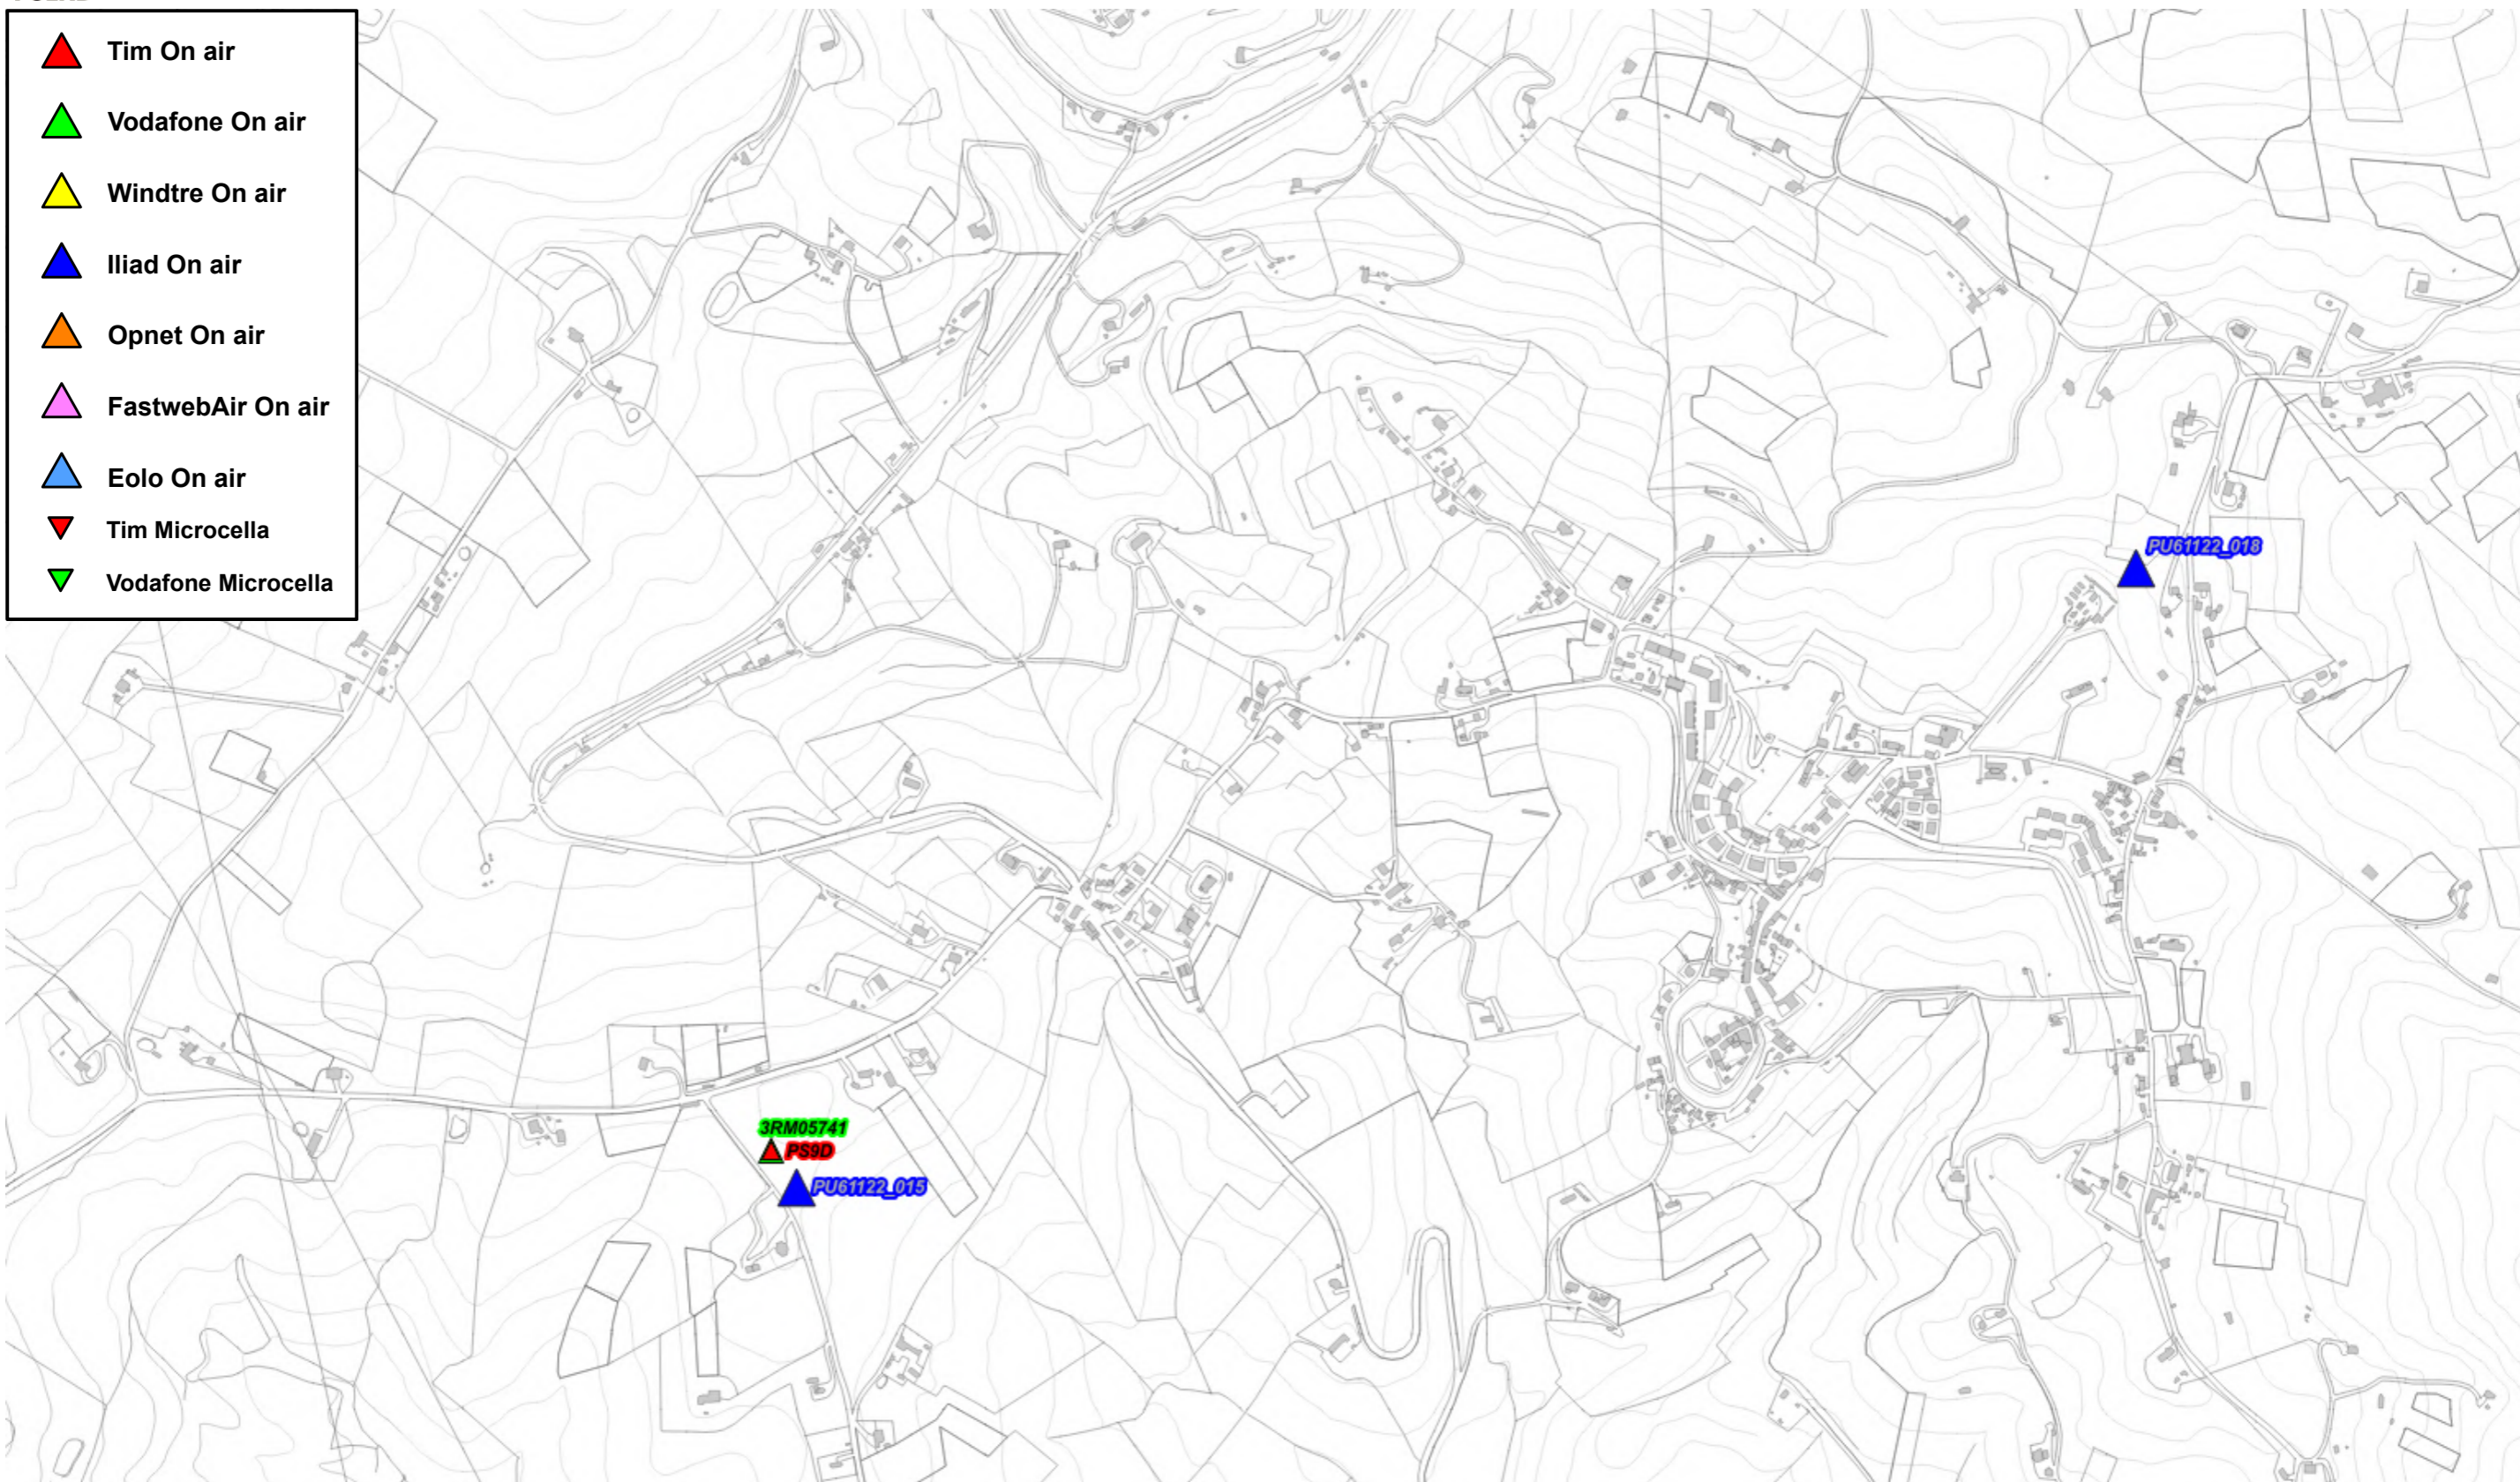 Tim On air
Vodafone On air
Windtre On air
Iliad On air
Opnet On air
FastwebAir On air
Eolo On air
Tim Microcella
Vodafone Microcella
PU61122_018
3RM05741
PS9D
PU61122_015